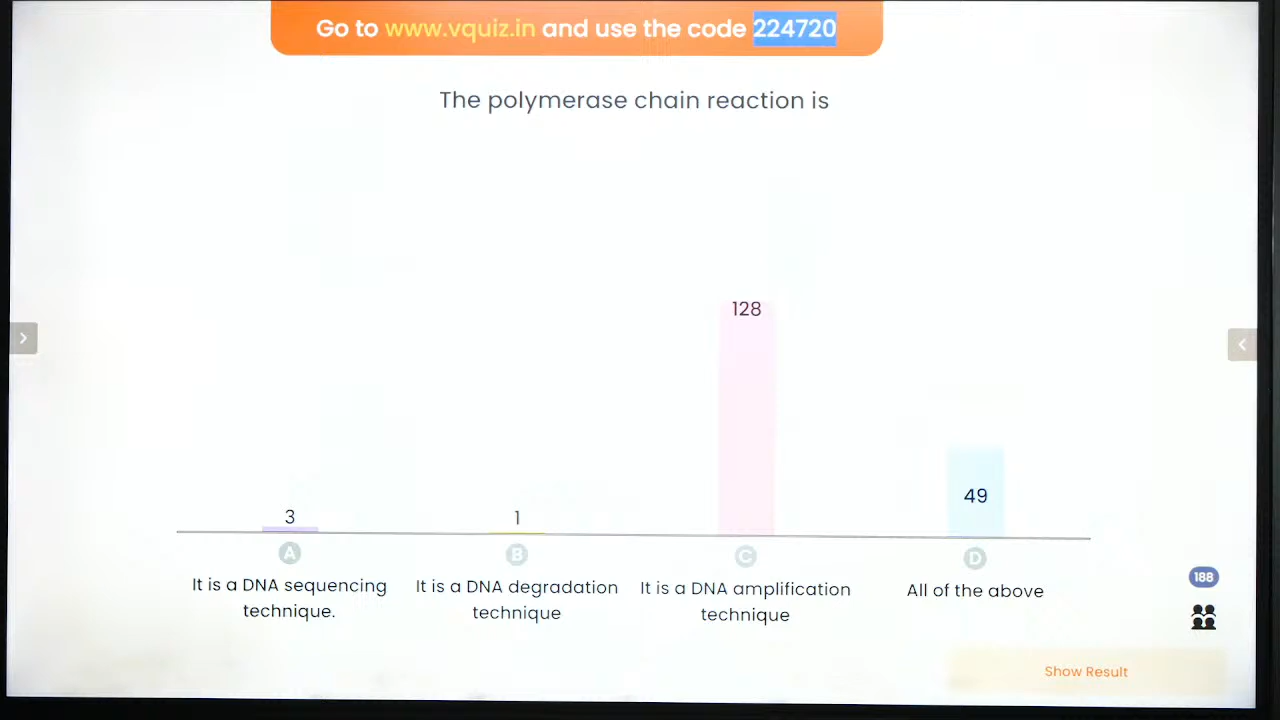 Go to www.vquiz.in and use the code 224720
The polymerase chain reaction is
128
49
3
1
A
B
C
D
It is a DNA sequencing
technique.
It is a DNA degradation
technique
It is a DNA amplification
technique
All of the above
188
Show Result